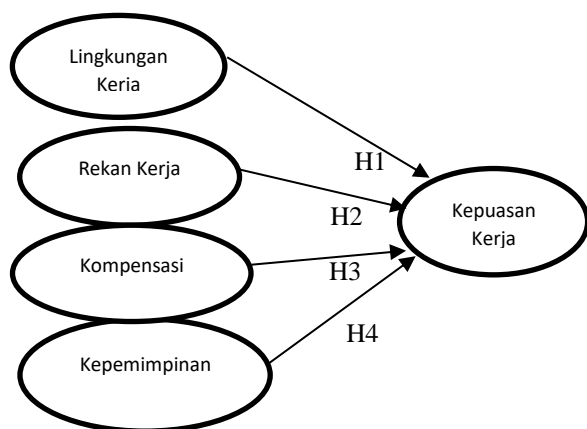 Lingkungan
Keria
H1
Rekan Kerja
H2
Kepuasan
Kerja
Kompensasi
H3
H4
Kepemimpinan